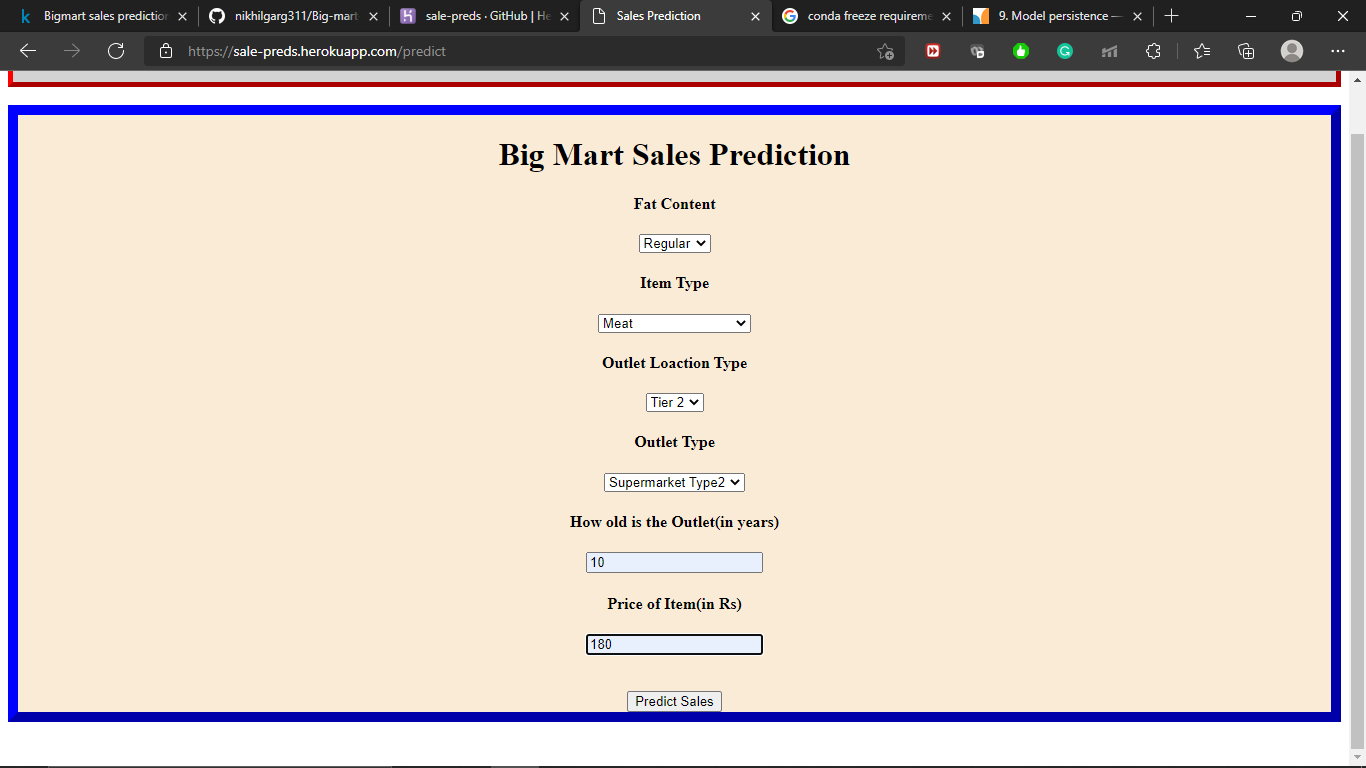 Bigmart sales prediction
nikhilgarg311/Big-mart
sale-preds · GitHub | He
Sales Prediction
conda freeze requireme
9. Model persistence —
https://sale-preds.herokuapp.com/predict
Big Mart Sales Prediction
Fat Content
Regular
Item Type
Meat
Outlet Loaction Type
Tier 2
Outlet Type
Supermarket Type2
How old is the Outlet(in years)
10
Price of Item(in Rs)
180
Predict Sales